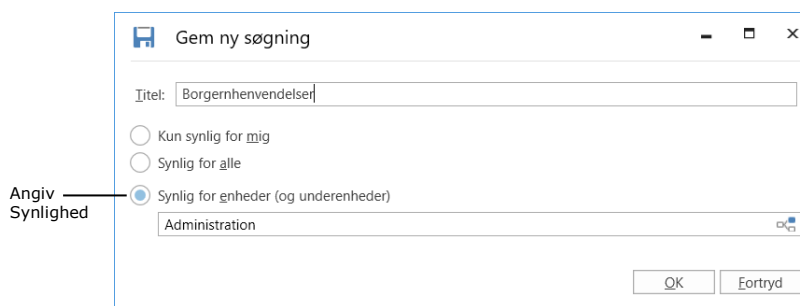 Gem ny søgning
Titel: Borgernhenvendelser
Kun synlig for mig
Synlig for alle
Angiv
Synlighed
Synlig for enheder (og underenheder)
Administration
OK
Fortryd